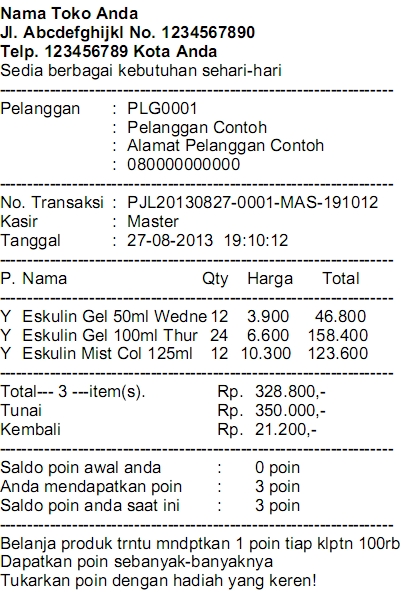 Nama Toko Anda
Jl. Abcdefghijkl No. 1234567890
Telp. 123456789 Kota Anda
Sedia berbagai kebutuhan sehari-hari
Pelanggan : PLG0001
: Pelanggan Contoh
: Alamat Pelanggan Contoh
: 080000000000
No. Transaksi : PJL20130827-0001-MAS-191012
Kasir : Master
Tanggal : 27-08-2013 19:10:12
P. Nama Qty Harga Total
Y Eskulin Gel 50ml Wedne 12 3.900 46.800
Y Eskulin Gel 100ml Thur 24 6.600 158.400
Y Eskulin Mist Col 125ml 12 10.300 123.600
Total--- 3 ---item(s). Rp. 328.800,-
Tunai Rp. 350.000,-
Kembali Rp. 21.200,-
Saldo poin awal anda : 0 poin
Anda mendapatkan poin : 3 poin
Saldo poin anda saat ini : 3 poin
Belanja produk trntu mndptkan 1 poin tiap klptn 100rb
Dapatkan poin sebanyak-banyaknya
Tukarkan poin dengan hadiah yang keren!